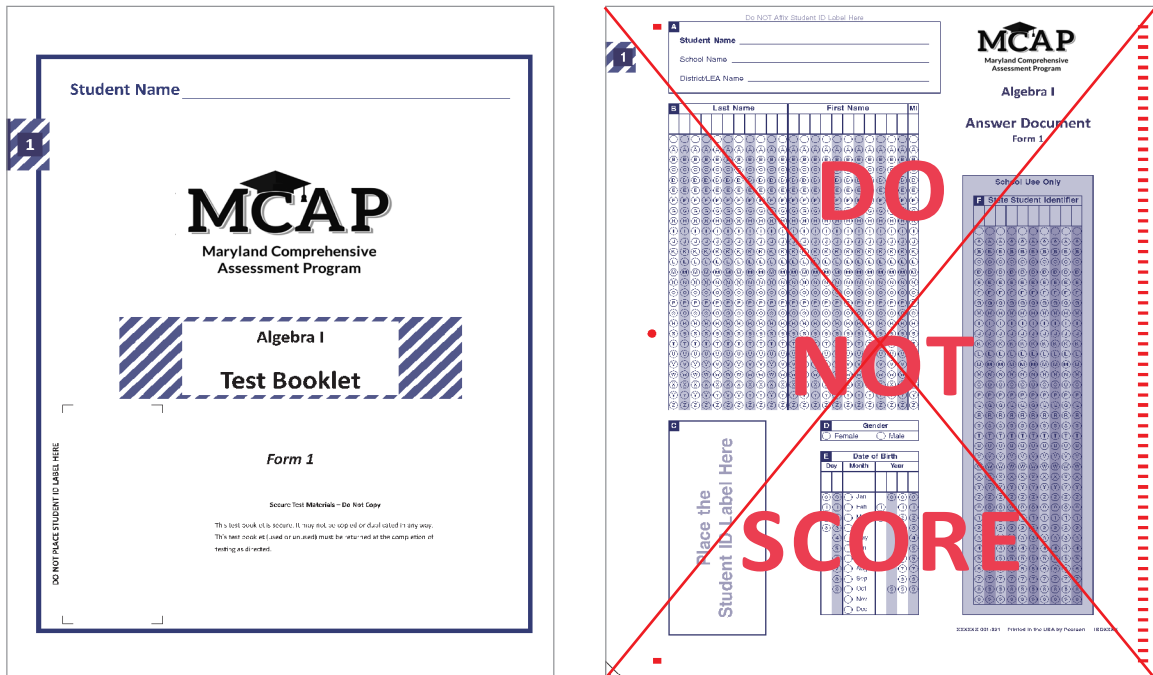 Student Name
1
MCAP
Maryland Comprehensive
Assessment Program
Algebra I
Test Booklet
DO NOT PLACE STUDENT ID LABEL HERE
Form 1
Secure Test Materials – Do Not Copy
This test booklet is secure. It may not be copied or duplicated in any way.
This test booklet (used or unused) must be returned at the completion of
testing as directed.
Do NOT Affix Student ID Label Here
A
Student Name
School Name
District/LEA Name
1
MCAP
Maryland Comprehensive
Assessment Program
Algebra I
Answer Document
Form 1
B
Last Name
First Name
MI
School Use Only
F State Student Identifier
DO
NOT
SCORE
C
Place the
Student ID Label Here
D
Gender
Female
Male
E
Date of Birth
Day
Month
Year
Jan
Feb
Sep
Oct
Nov
Dec
Printed in the USA by Pearson